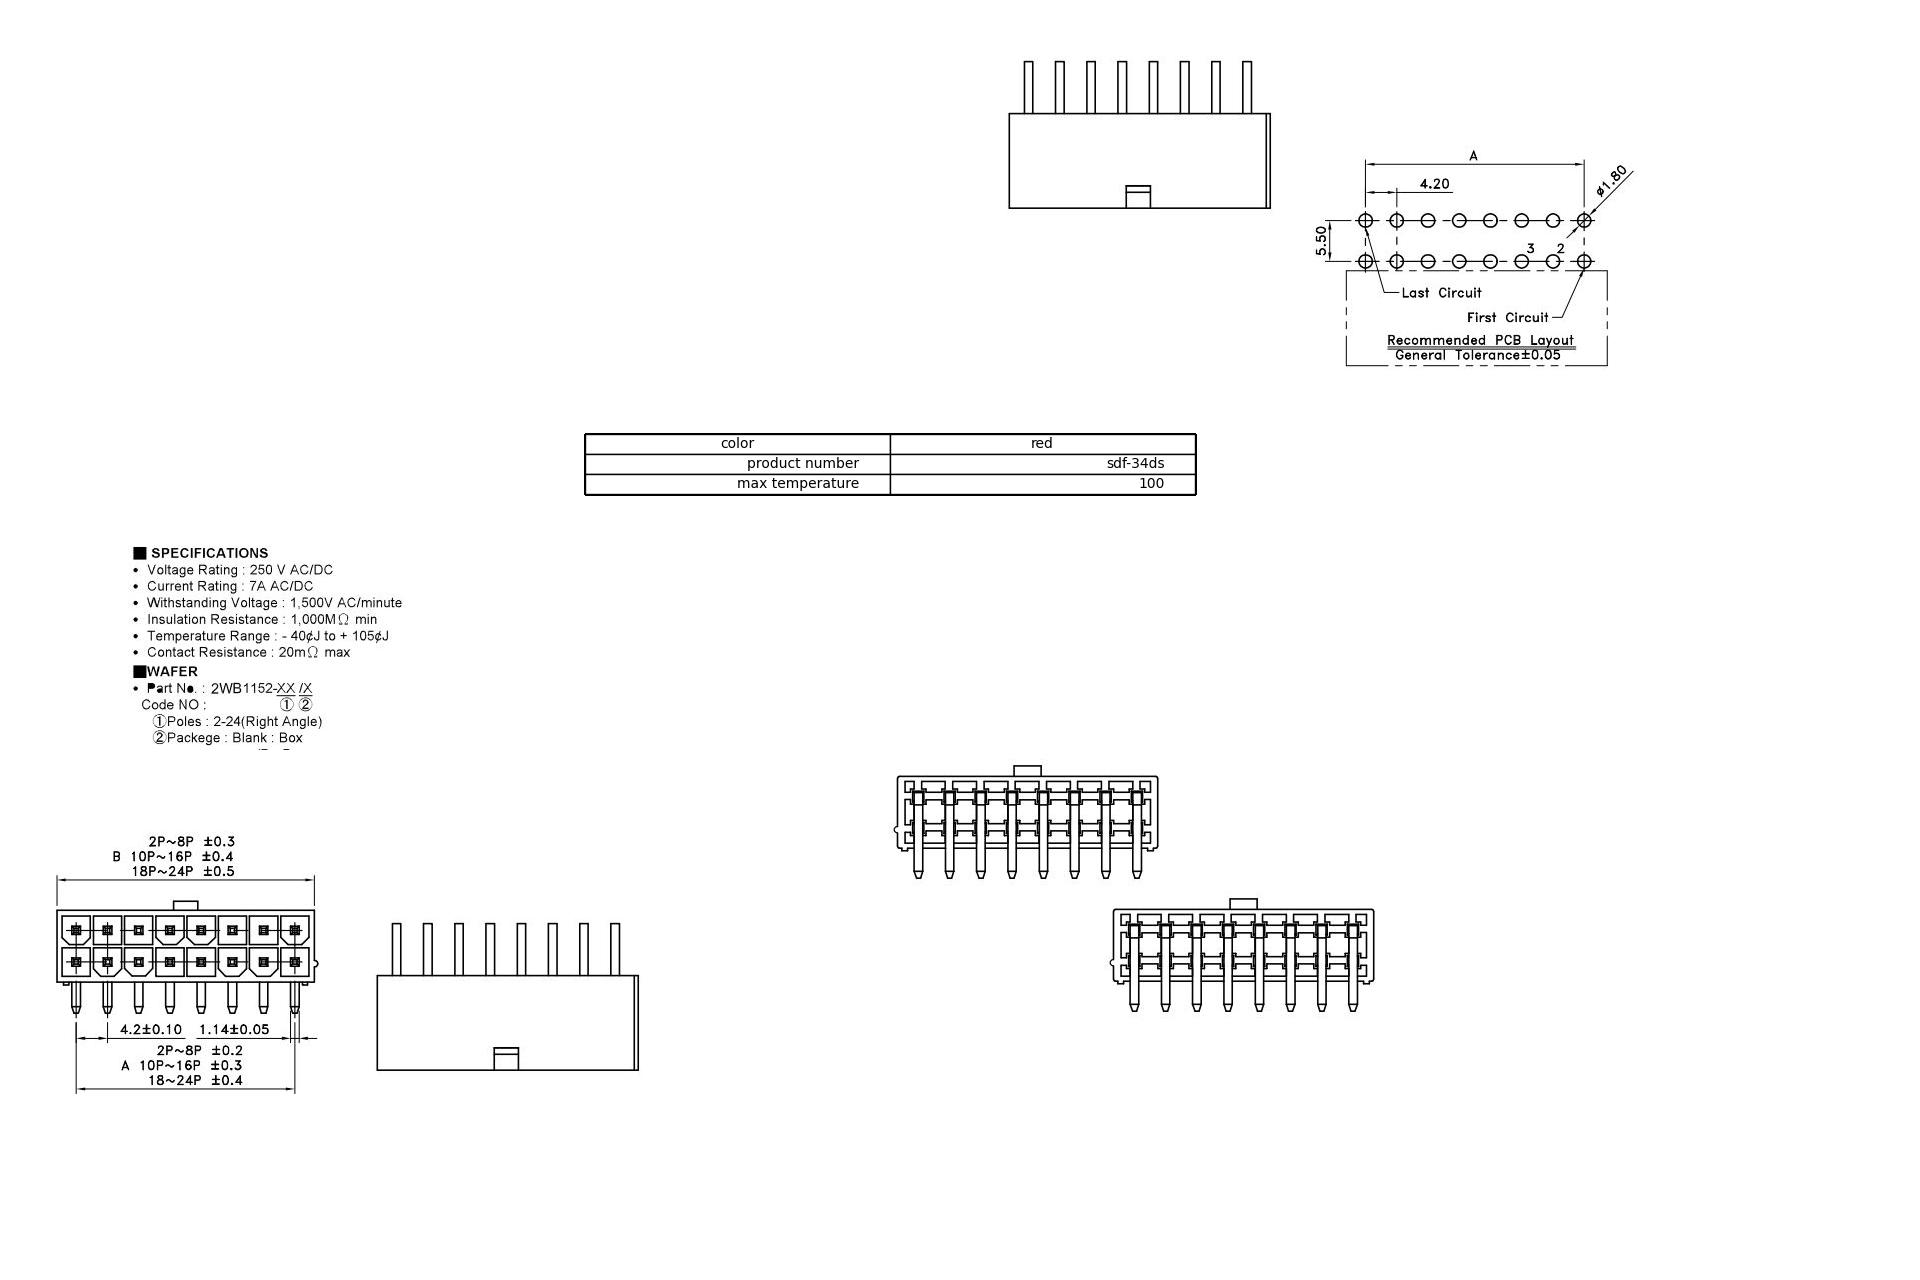 A
4.20
ø1.80
5.50
3 2
Last Circuit
First Circuit
Recommended PCB Layout
General Tolerance±0.05
color red
product number sdf-34ds
max temperature 100
■ SPECIFICATIONS
• Voltage Rating : 250 V AC/DC
• Current Rating : 7A AC/DC
• Withstanding Voltage : 1,500V AC/minute
• Insulation Resistance : 1,000MΩ min
• Temperature Range : - 40¢J to + 105¢J
• Contact Resistance : 20mΩ max
■WAFER
• Part No. : 2WB1152-XX /X
Code NO : ① ②
①Poles : 2-24(Right Angle)
②Packege : Blank : Box
2P~8P ±0.3
B 10P~16P ±0.4
18P~24P ±0.5
4.2±0.10 1.14±0.05
2P~8P ±0.2
A 10P~16P ±0.3
18~24P ±0.4